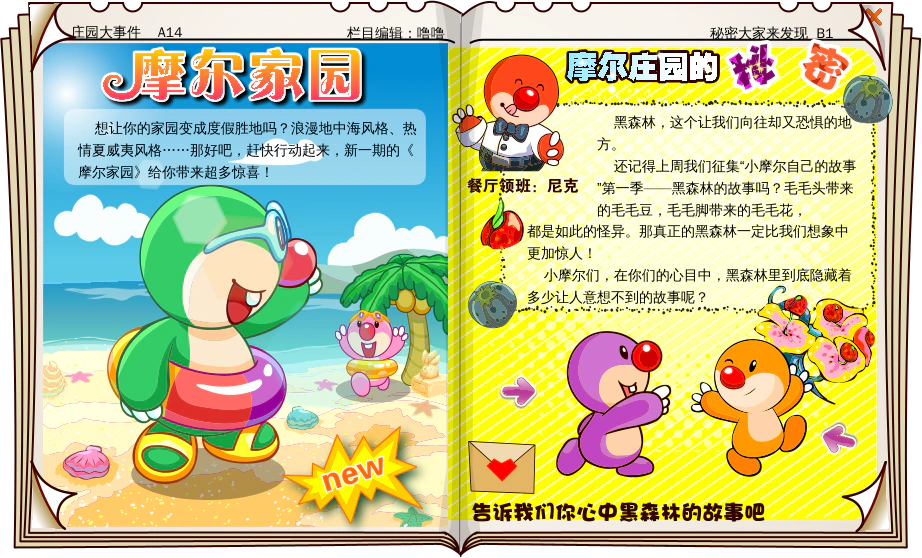 庄园大事件 A14
栏目编辑：噜噜
摩尔家园
想让你的家园变成度假胜地吗？浪漫地中海风格、热
情夏威夷风格……那好吧，赶快行动起来，新一期的《
摩尔家园》给你带来超多惊喜！
new
秘密大家来发现 B1
摩尔庄园的秘密
黑森林，这个让我们向往却又恐惧的地
方。
还记得上周我们征集“小摩尔自己的故事
”第一季——黑森林的故事吗？毛毛头带来
的毛毛豆，毛毛脚带来的毛毛花，
都是如此的怪异。那真正的黑森林一定比我们想象中
更加惊人！
小摩尔们，在你们的心目中，黑森林里到底隐藏着
多少让人意想不到的故事呢？
餐厅领班：尼克
告诉我们你心中黑森林的故事吧